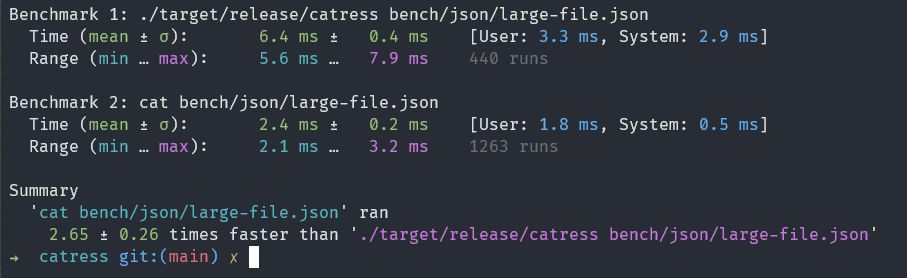 Benchmark 1: ./target/release/catress bench/json/large-file.json
Time (mean ± σ): 6.4 ms ± 0.4 ms [User: 3.3 ms, System: 2.9 ms]
Range (min … max): 5.6 ms … 7.9 ms 440 runs
Benchmark 2: cat bench/json/large-file.json
Time (mean ± σ): 2.4 ms ± 0.2 ms [User: 1.8 ms, System: 0.5 ms]
Range (min … max): 2.1 ms … 3.2 ms 1263 runs
Summary
'cat bench/json/large-file.json' ran
2.65 ± 0.26 times faster than './target/release/catress bench/json/large-file.json'
→ catress git:(main) ✗